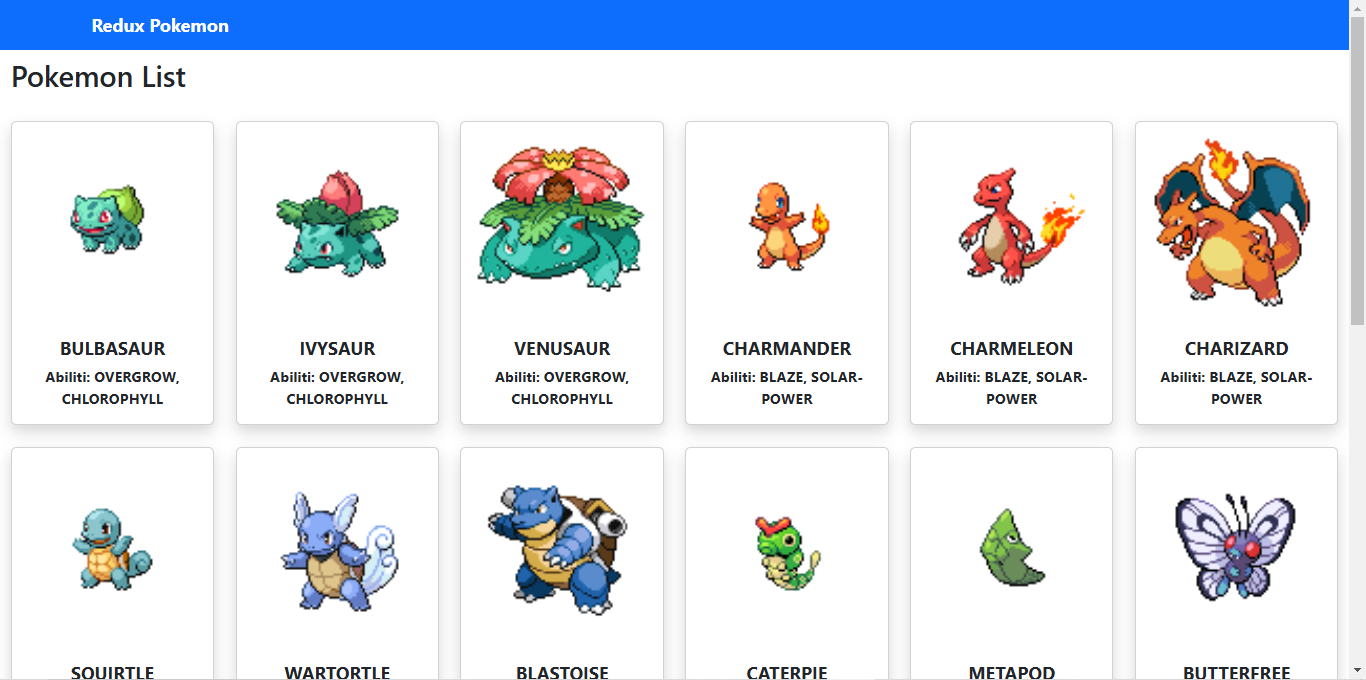 Redux Pokemon
Pokemon List
BULBASAUR
Abiliti: OVERGROW,
CHLOROPHYLL
IVYSAUR
Abiliti: OVERGROW,
CHLOROPHYLL
VENUSAUR
Abiliti: OVERGROW,
CHLOROPHYLL
CHARMANDER
Abiliti: BLAZE, SOLAR-
POWER
CHARMELEON
Abiliti: BLAZE, SOLAR-
POWER
CHARIZARD
Abiliti: BLAZE, SOLAR-
POWER
SQUIRTLE
WARTORTLE
BLASTOISE
CATERPIE
METAPOD
BUTTERFREE